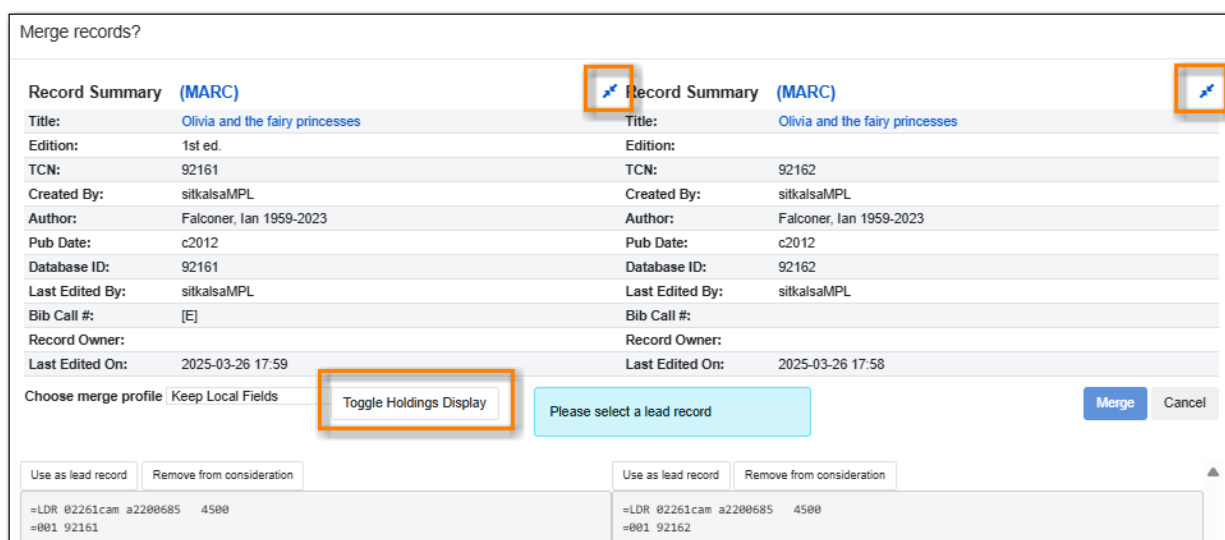 Merge records?
Record Summary (MARC) Record Summary (MARC)
Title: Olivia and the fairy princesses Title: Olivia and the fairy princesses
Edition: 1st ed. Edition:
TCN: 92161 TCN: 92162
Created By: sitkalsaMPL Created By: sitkalsaMPL
Author: Falconer, Ian 1959-2023 Author: Falconer, Ian 1959-2023
Pub Date: c2012 Pub Date: c2012
Database ID: 92161 Database ID: 92162
Last Edited By: sitkalsaMPL Last Edited By: sitkalsaMPL
Bib Call #: [E] Bib Call #:
Record Owner: Record Owner:
Last Edited On: 2025-03-26 17:59 Last Edited On: 2025-03-26 17:58
Choose merge profile Keep Local Fields Toggle Holdings Display Please select a lead record Merge Cancel
Use as lead record Remove from consideration Use as lead record Remove from consideration
=LDR 02261cam a2200685 4500 =LDR 02261cam a2200685 4500
=001 92161 =001 92162